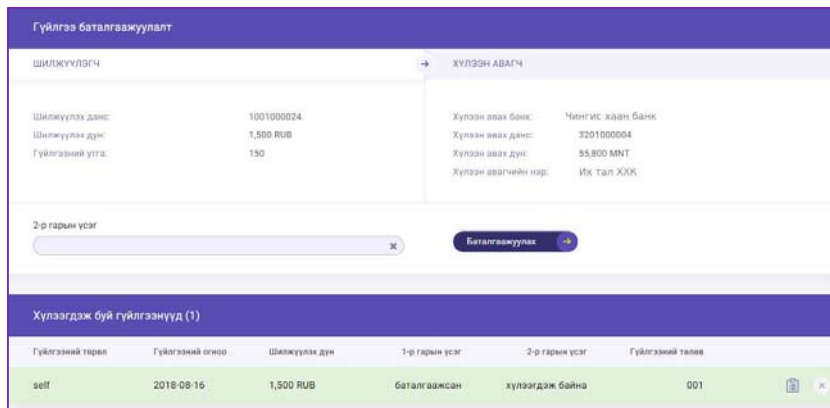 Гүйлгээ баталгаажуулалт
ШИЛЖҮҮЛЭГЧ ХҮЛЭЭН АВАГЧ
Шилжүүлэх данс: 1001000024 Хүлээн авах банк: Чингис хаан банк
Шилжүүлэх дүн: 1,500 RUB Хүлээн авах данс: 3201000004
Гүйлгээний утга: 150 Хүлээн авах дүн: 55,800 MNT
Хүлээн авагчийн нэр: Их тал ХХК
2-р гарын үсэг
Баталгаажуулах
Хүлээгдэж буй гүйлгээнүүд (1)
Гүйлгээний төрөл Гүйлгээний огноо Шилжүүлэх дүн 1-р гарын үсэг 2-р гарын үсэг Гүйлгээний төлөв
self 2018-08-16 1,500 RUB баталгаажсан хүлээгдэж байна 001